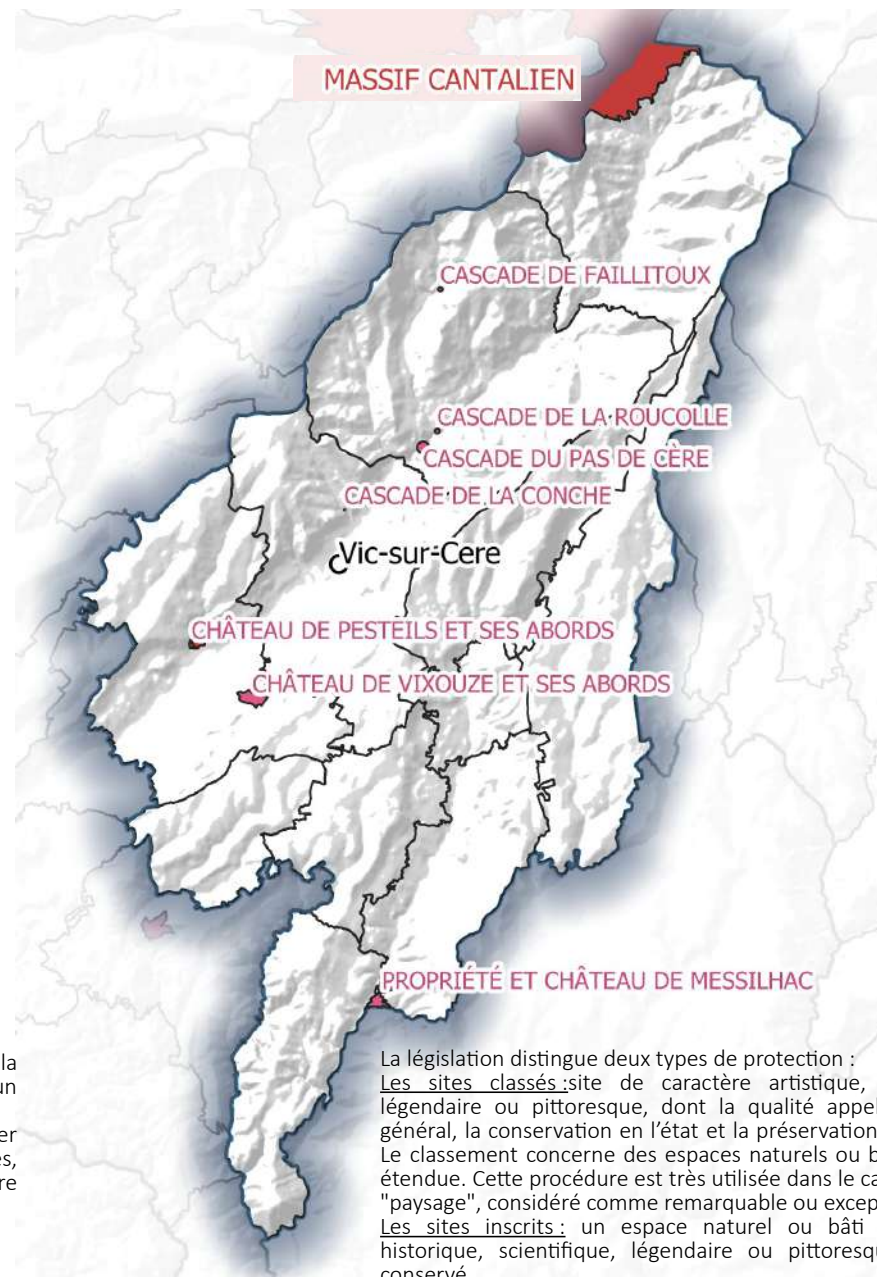 MASSIF CANTALIEN
CASCADE DE FAILLITOUX
CASCADE DE LA ROUCOLLE
CASCADE DU PAS DE CÈRE
CASCADE DE LA CONCHE
Vic-sur-Cere
CHÂTEAU DE PESTEILS ET SES ABORDS
CHÂTEAU DE VIXOUZE ET SES ABORDS
PROPRIÉTÉ ET CHÂTEAU DE MESSILHAC
la
un
er
es,
re
La législation distingue deux types de protection :
Les sites classés :site de caractère artistique,
légendaire ou pittoresque, dont la qualité appel
général, la conservation en l'état et la préservation
Le classement concerne des espaces naturels ou b
étendue. Cette procédure est très utilisée dans le ca
"paysage", considéré comme remarquable ou excep
Les sites inscrits : un espace naturel ou bâti
historique, scientifique, légendaire ou pittoresqu
conservé.